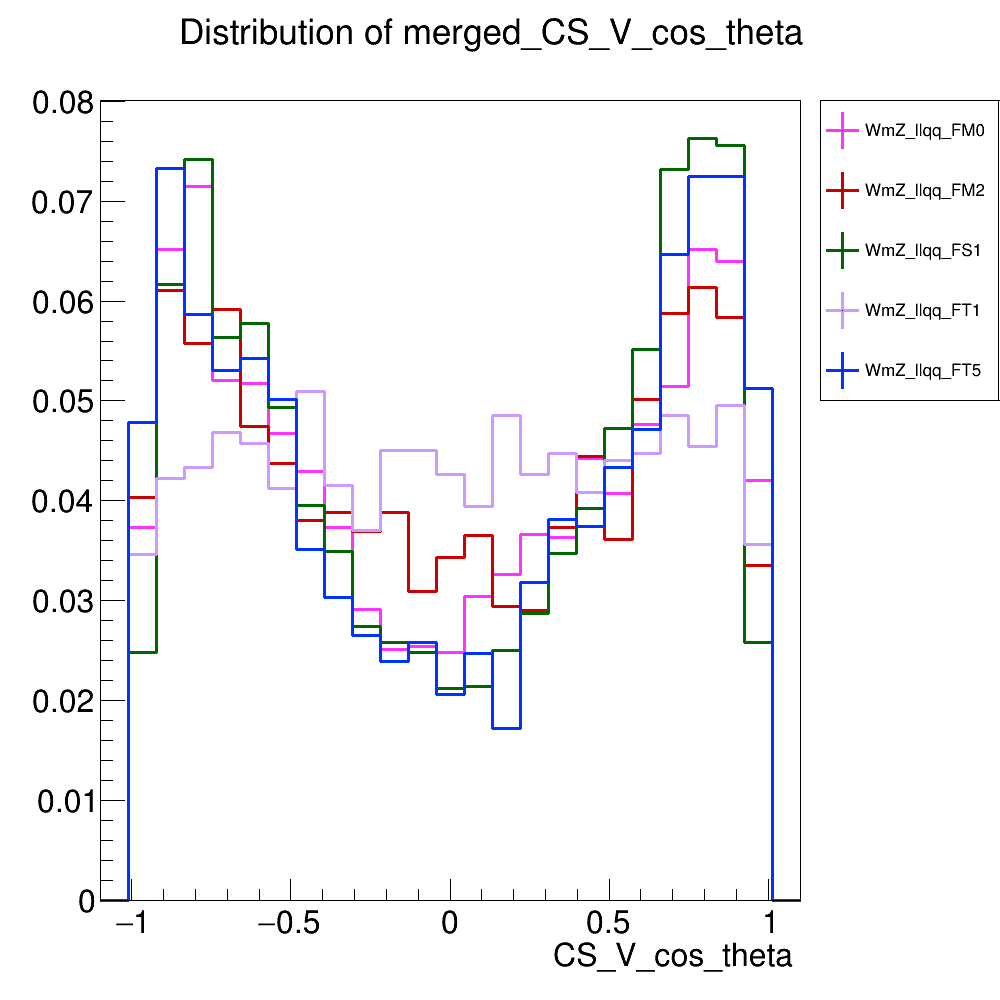 Distribution of merged_CS_V_cos_theta
0.08
0.07
0.06
0.05
0.04
0.03
0.02
0.01
0
−1
−0.5
0
0.5
1
CS_V_cos_theta
WmZ_llqq_FM0
WmZ_llqq_FM2
WmZ_llqq_FS1
WmZ_llqq_FT1
WmZ_llqq_FT5